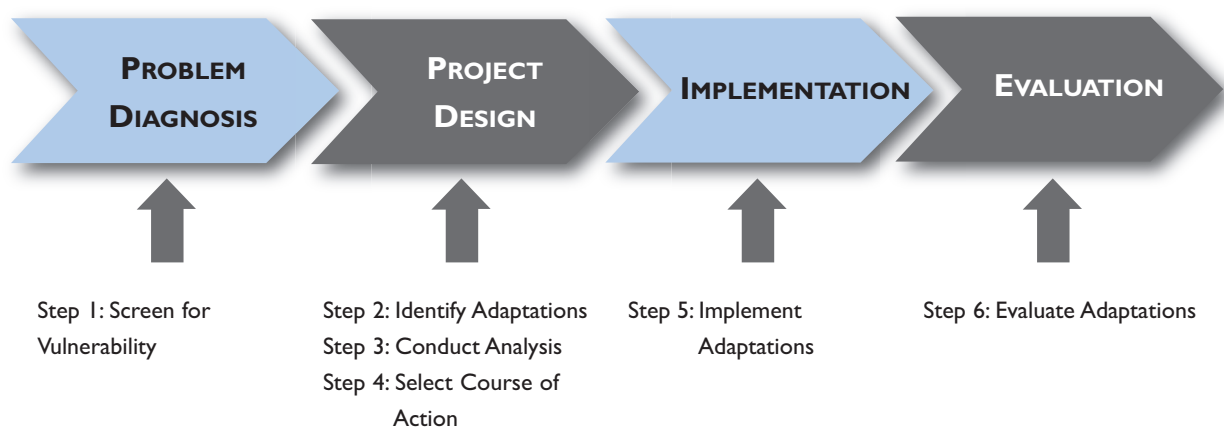 PROBLEM
DIAGNOSIS
PROJECT
DESIGN
IMPLEMENTATION
EVALUATION
Step 1: Screen for
Vulnerability
Step 2: Identify Adaptations
Step 3: Conduct Analysis
Step 4: Select Course of
Action
Step 5: Implement
Adaptations
Step 6: Evaluate Adaptations